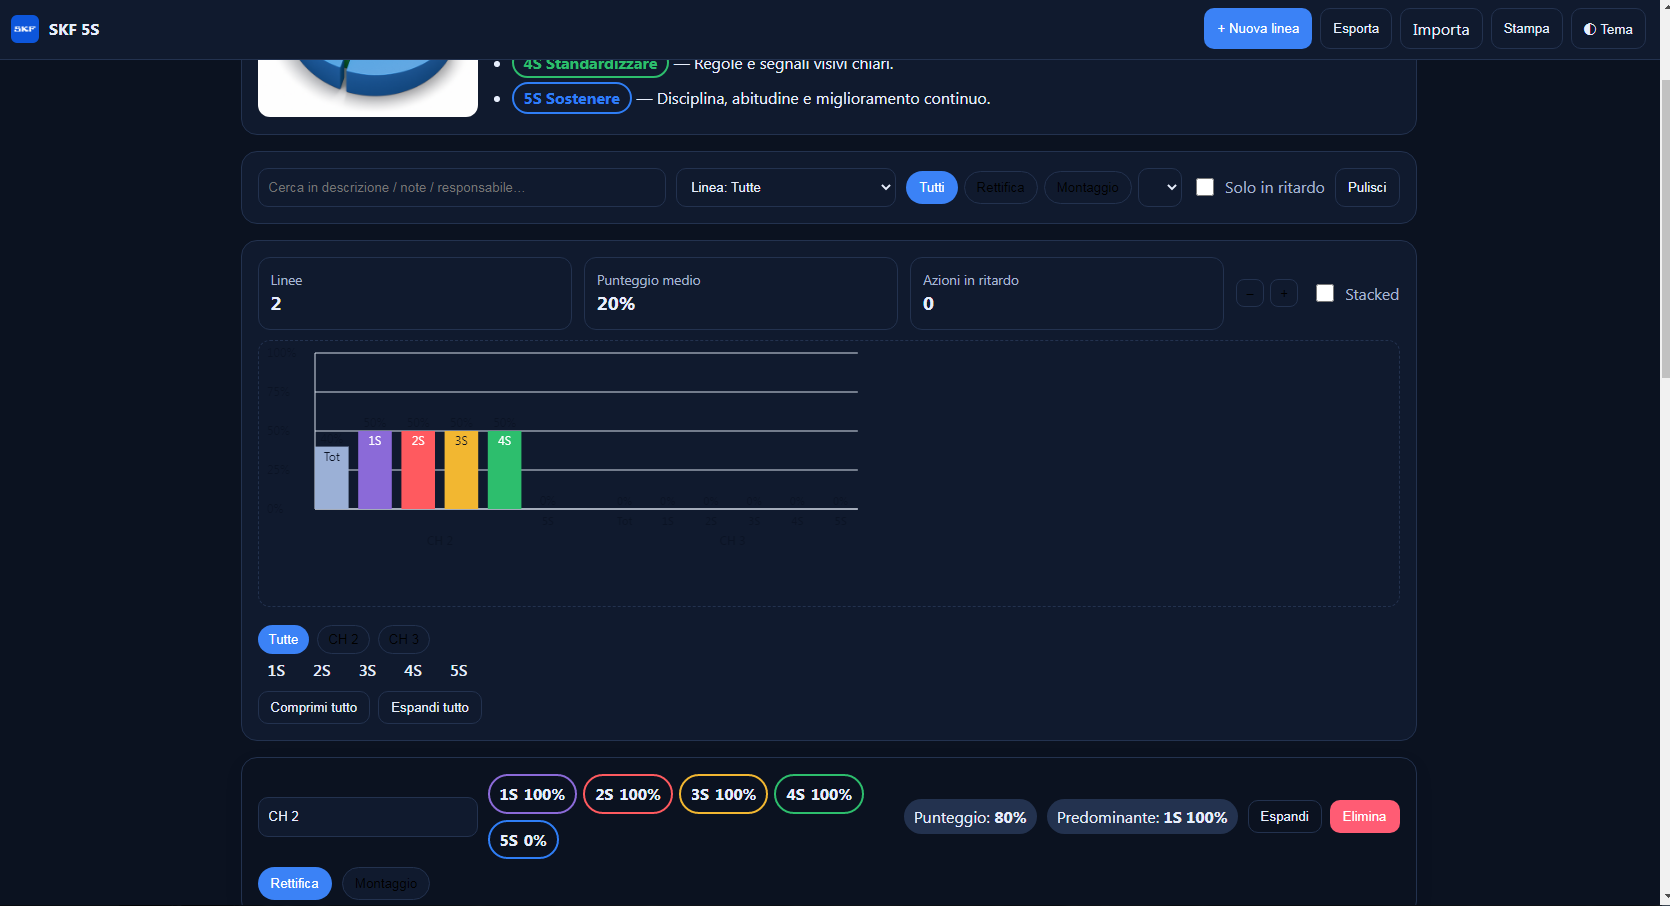 SKF
SKF 5S
+ Nuova linea
Esporta
Importa
Stampa
Tema
4S Standardizzare — Regole e segnali visivi chiari.
5S Sostenere — Disciplina, abitudine e miglioramento continuo.
Cerca in descrizione / note / responsabile…
Linea: Tutte
Tutti
Rettifica
Montaggio
Solo in ritardo
Pulisci
Linee
2
Punteggio medio
20%
Azioni in ritardo
0
−
+
Stacked
Tot
1S
2S
3S
4S
CH 2
Tutte
CH 2
CH 3
1S 2S 3S 4S 5S
Comprimi tutto
Espandi tutto
CH 2
1S 100%
2S 100%
3S 100%
4S 100%
5S 0%
Punteggio: 80%
Predominante: 1S 100%
Espandi
Elimina
Rettifica
Montaggio